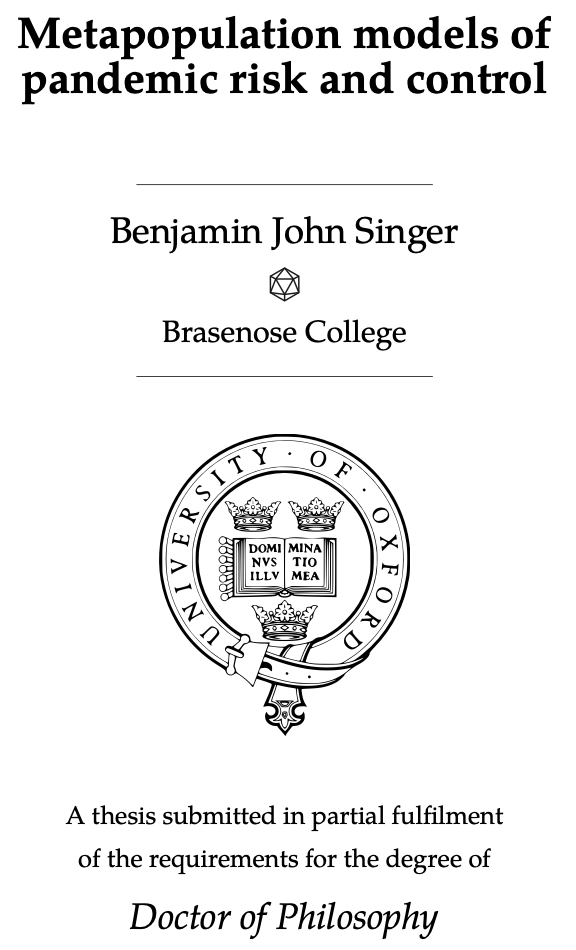 Metapopulation models of
pandemic risk and control
Benjamin John Singer
Brasenose College
UNIVERSITY · OF · OXFORD
DOMI MINA
NVS TIO
ILLV MEA
A thesis submitted in partial fulfilment
of the requirements for the degree of
Doctor of Philosophy